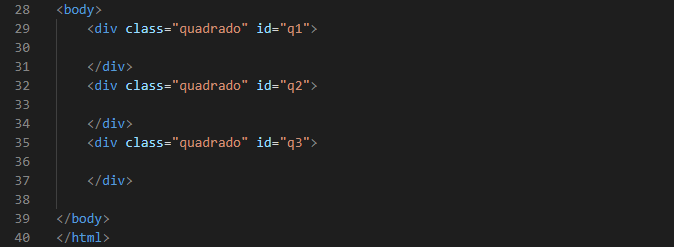 28 <body>
29 <div class="quadrado" id="q1">
30
31 </div>
32 <div class="quadrado" id="q2">
33
34 </div>
35 <div class="quadrado" id="q3">
36
37 </div>
38
39 </body>
40 </html>